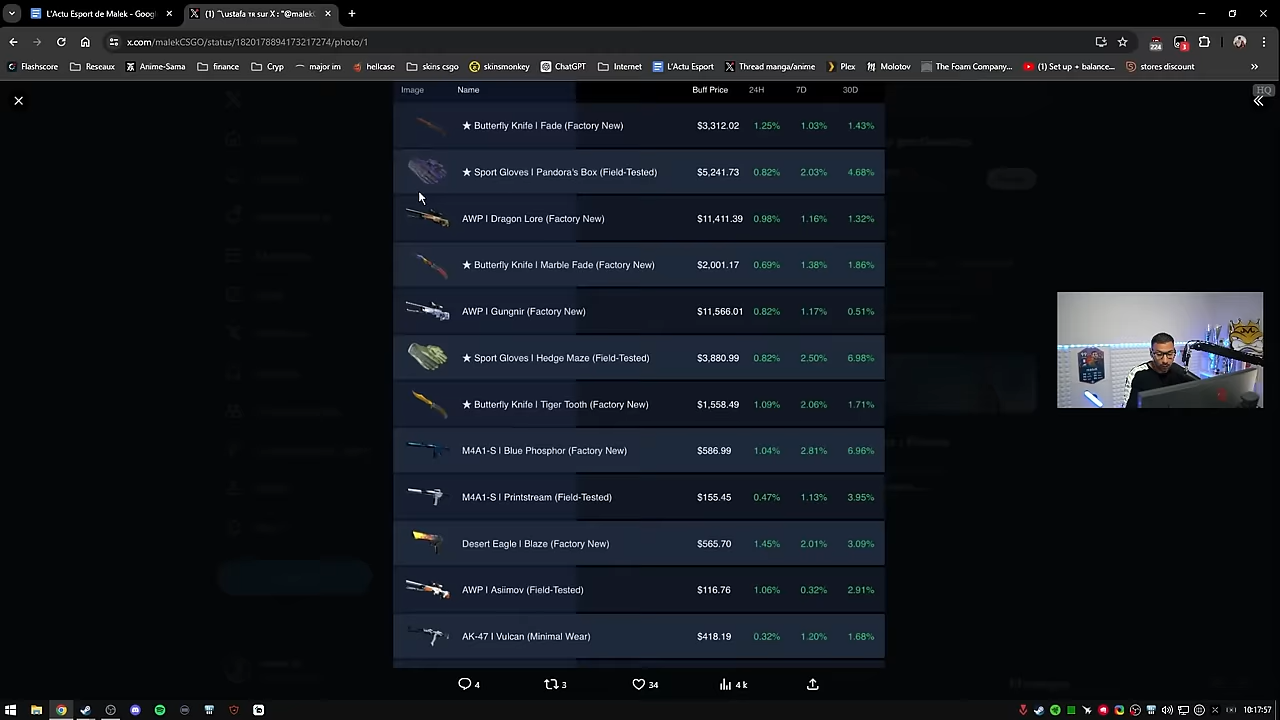 L'Actu Esport de Malek - Goog
(1)
sur X : "@malek
x.com/malekCSGO/status/1820178894173217274/photo/1
224
Flashscore
Reseaux
Anime-Sama
finance
Cryp
major im
hellcase
skins csgo
skinsmonkey
ChatGPT
Internet
L'Actu Esport
Thread manga/anime
Plex
Molotov
The Foam Company...
(1) Set up + balance...
stores discount
HQ
Image Name Buff Price 24H 7D 30D
★ Butterfly Knife | Fade (Factory New) $3,312.02 1.25% 1.03% 1.43%
★ Sport Gloves | Pandora's Box (Field-Tested) $5,241.73 0.82% 2.03% 4.68%
AWP | Dragon Lore (Factory New) $11,411.39 0.98% 1.16% 1.32%
★ Butterfly Knife | Marble Fade (Factory New) $2,001.17 0.69% 1.38% 1.86%
AWP | Gungnir (Factory New) $11,566.01 0.82% 1.17% 0.51%
★ Sport Gloves | Hedge Maze (Field-Tested) $3,880.99 0.82% 2.50% 6.98%
★ Butterfly Knife | Tiger Tooth (Factory New) $1,558.49 1.09% 2.06% 1.71%
M4A1-S | Blue Phosphor (Factory New) $586.99 1.04% 2.81% 6.96%
M4A1-S | Printstream (Field-Tested) $155.45 0.47% 1.13% 3.95%
Desert Eagle | Blaze (Factory New) $565.70 1.45% 2.01% 3.09%
AWP | Asiimov (Field-Tested) $116.76 1.06% 0.32% 2.91%
AK-47 | Vulcan (Minimal Wear) $418.19 0.32% 1.20% 1.68%
4 3 34 4 k
10:17:57